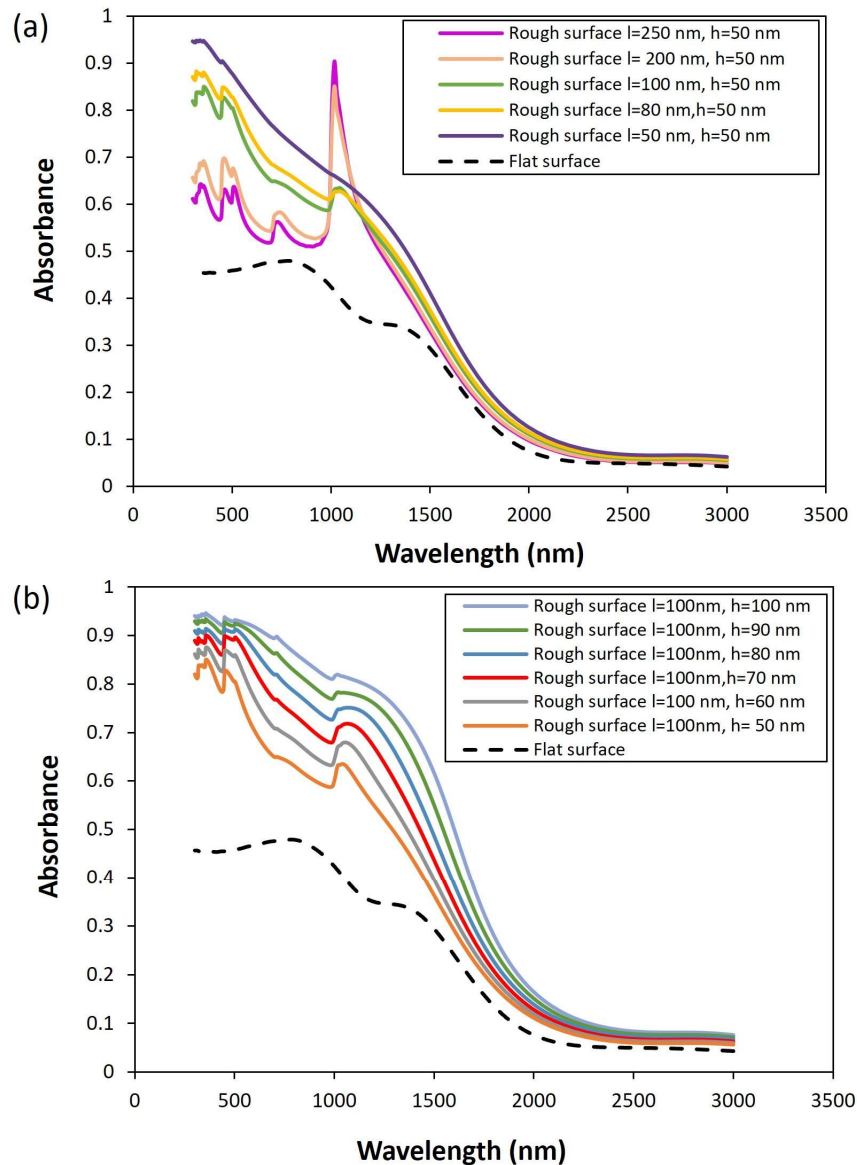 (a)
Absorbance
1
0.9
0.8
0.7
0.6
0.5
0.4
0.3
0.2
0.1
0
Rough surface l=250 nm, h=50 nm
Rough surface l= 200 nm, h=50 nm
Rough surface l=100 nm, h=50 nm
Rough surface l=80 nm,h=50 nm
Rough surface l=50 nm, h=50 nm
Flat surface
0 500 1000 1500 2000 2500 3000 3500
Wavelength (nm)
(b)
Absorbance
1
0.9
0.8
0.7
0.6
0.5
0.4
0.3
0.2
0.1
0
Rough surface l=100nm, h=100 nm
Rough surface l=100nm, h=90 nm
Rough surface l=100nm, h=80 nm
Rough surface l=100nm,h=70 nm
Rough surface l=100 nm, h=60 nm
Rough surface l=100nm, h= 50 nm
Flat surface
0 500 1000 1500 2000 2500 3000 3500
Wavelength (nm)